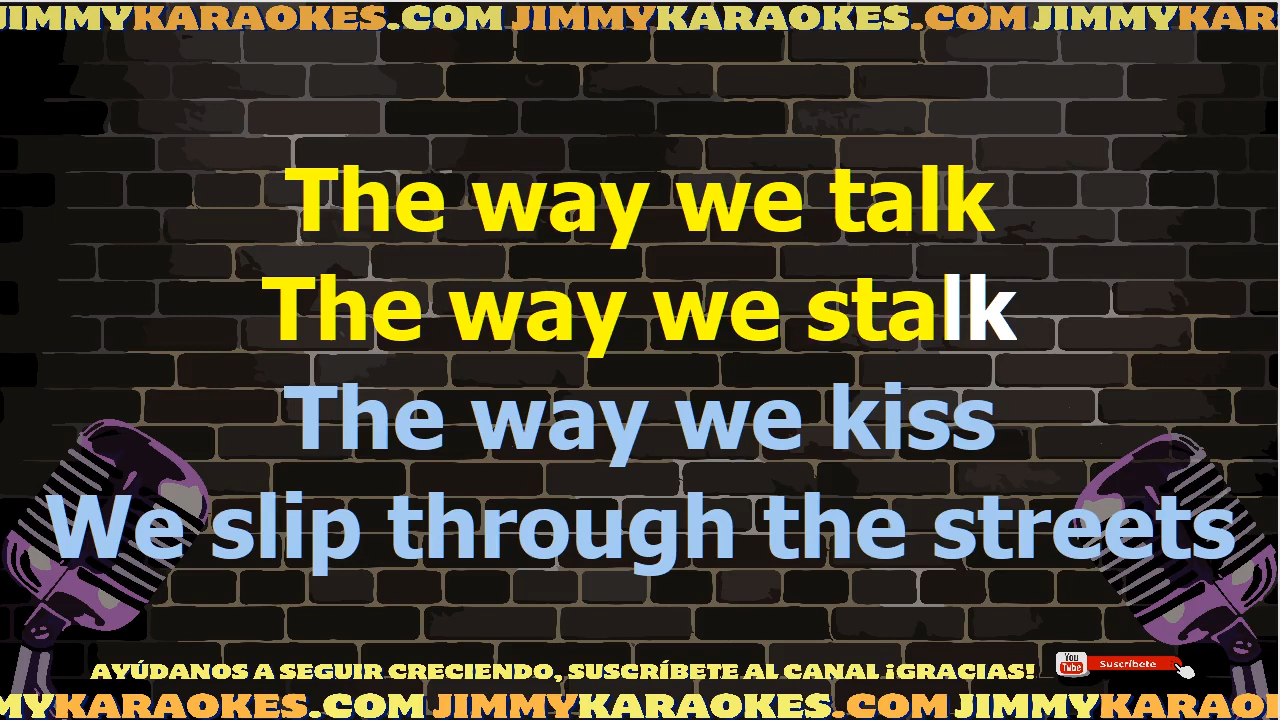 JIMMYKARAOKES.COM JIMMYKARAOKES.COM JIMMYKAR
The way we talk
The way we stalk
The way we kiss
We slip through the streets
AYÚDANOS A SEGUIR CRECIENDO, SUSCRÍBETE AL CANAL ¡GRACIAS!
You Tube Suscríbete
MYKARAOKES.COM JIMMYKARAOKES.COM JIMMYKARAOK